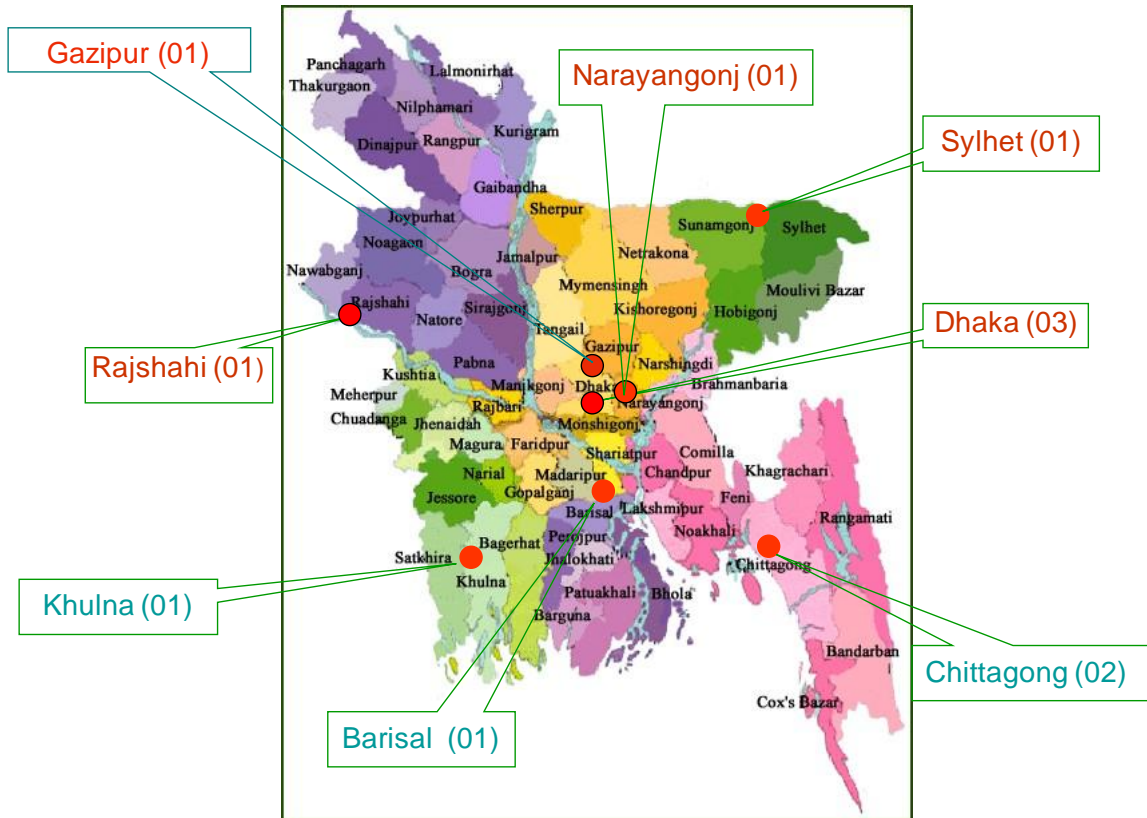 Gazipur (01)
Narayangonj (01)
Sylhet (01)
Dhaka (03)
Rajshahi (01)
Khulna (01)
Barisal (01)
Chittagong (02)
Panchagarh
Thakurgaon
Lalmonirhat
Nilphamari
Kurigram
Dinajpur
Rangpur
Gaibandha
Sherpur
Joypurhat
Noagaon
Jamalpur
Netrakona
Sunamgonj
Sylhet
Nawabganj
Bogra
Mymensingh
Moulivi Bazar
Rajshahi
Sirajgonj
Kishoregonj
Hobigonj
Natore
Tangail
Gazipur
Pabna
Narshingdi
Kushtia
Manjkgonj
Dhaka
Brahmanbaria
Meherpur
Rajbari
Narayangonj
Chuadanga
Jhenaidah
Monshigonj
Magura
Faridpur
Shariatpur
Comilla
Narial
Madaripur
Chandpur
Khagrachari
Jessore
Gopalganj
Feni
Barisal
Lakshmipur
Rangamati
Noakhali
Perojpur
Satkhira
Bagerhat
Jhalokhati
Chittagong
Khulna
Patuakhali
Bhola
Barguna
Bandarban
Cox's Bazar